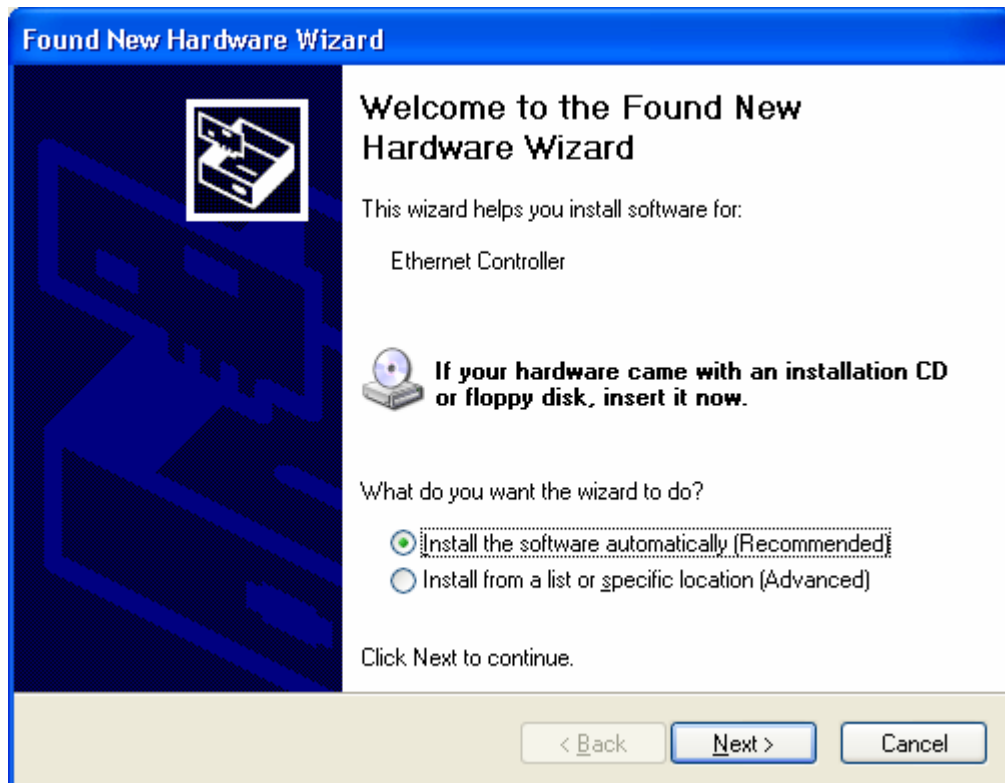 Found New Hardware Wizard
Welcome to the Found New
Hardware Wizard
This wizard helps you install software for:
Ethernet Controller
If your hardware came with an installation CD
or floppy disk, insert it now.
What do you want the wizard to do?
Install the software automatically (Recommended)
Install from a list or specific location (Advanced)
Click Next to continue.
< Back
Next >
Cancel